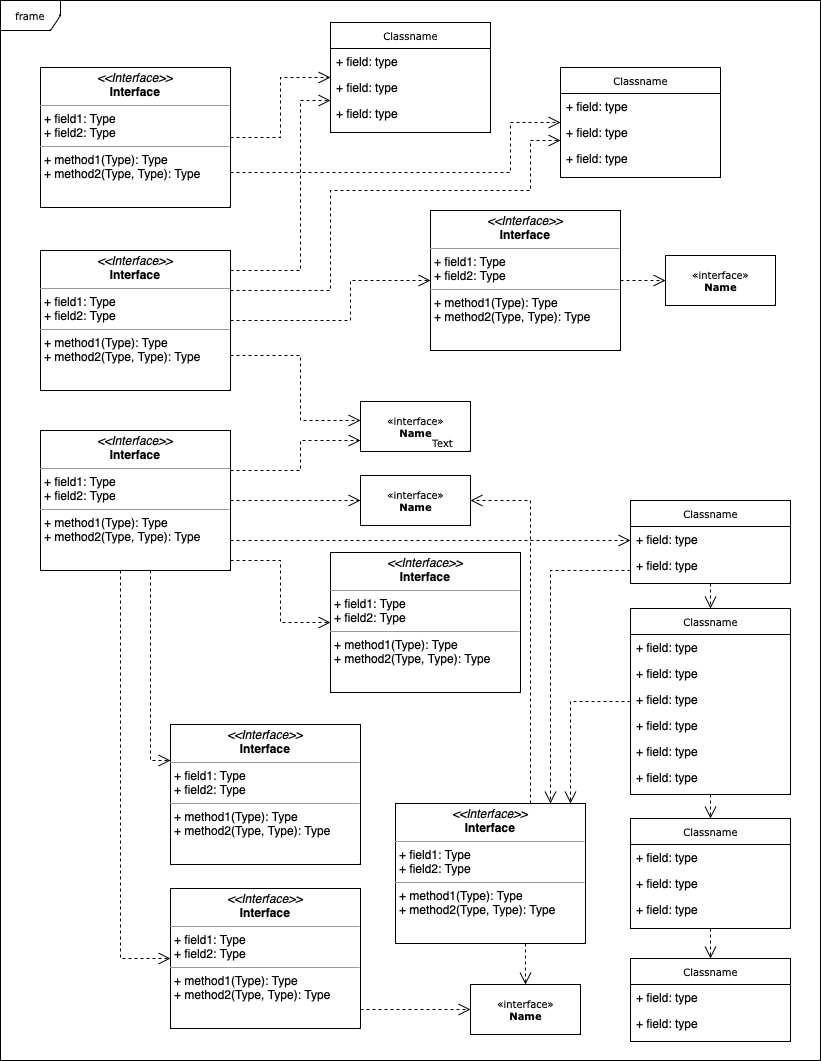 frame
Classname
+ field: type
+ field: type
+ field: type
<<Interface>>
Interface
+ field1: Type
+ field2: Type
+ method1(Type): Type
+ method2(Type, Type): Type
Classname
+ field: type
+ field: type
+ field: type
<<Interface>>
Interface
+ field1: Type
+ field2: Type
+ method1(Type): Type
+ method2(Type, Type): Type
«interface»
Name
<<Interface>>
Interface
+ field1: Type
+ field2: Type
+ method1(Type): Type
+ method2(Type, Type): Type
«interface»
Name
Text
<<Interface>>
Interface
+ field1: Type
+ field2: Type
+ method1(Type): Type
+ method2(Type, Type): Type
«interface»
Name
Classname
+ field: type
+ field: type
<<Interface>>
Interface
+ field1: Type
+ field2: Type
+ method1(Type): Type
+ method2(Type, Type): Type
Classname
+ field: type
+ field: type
+ field: type
+ field: type
+ field: type
+ field: type
<<Interface>>
Interface
+ field1: Type
+ field2: Type
+ method1(Type): Type
+ method2(Type, Type): Type
<<Interface>>
Interface
+ field1: Type
+ field2: Type
+ method1(Type): Type
+ method2(Type, Type): Type
Classname
+ field: type
+ field: type
+ field: type
<<Interface>>
Interface
+ field1: Type
+ field2: Type
+ method1(Type): Type
+ method2(Type, Type): Type
«interface»
Name
Classname
+ field: type
+ field: type